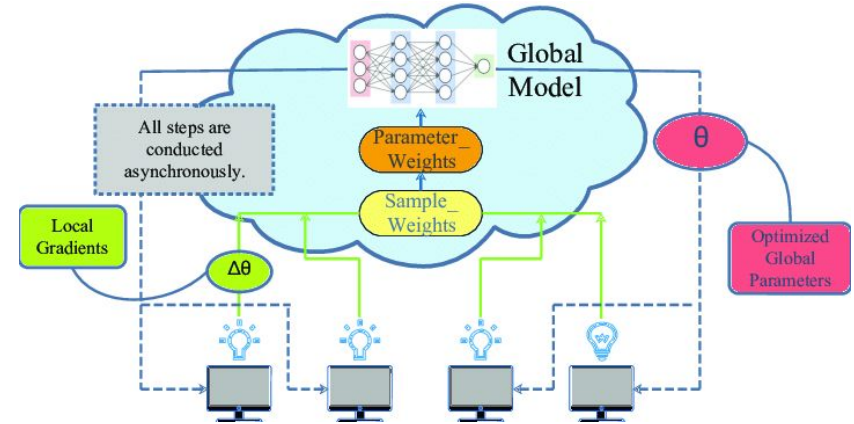 Global
Model
All steps are
conducted
asynchronously.
Parameter_
Weights
θ
Sample_
Weights
Local
Gradients
Δθ
Optimized
Global
Parameters